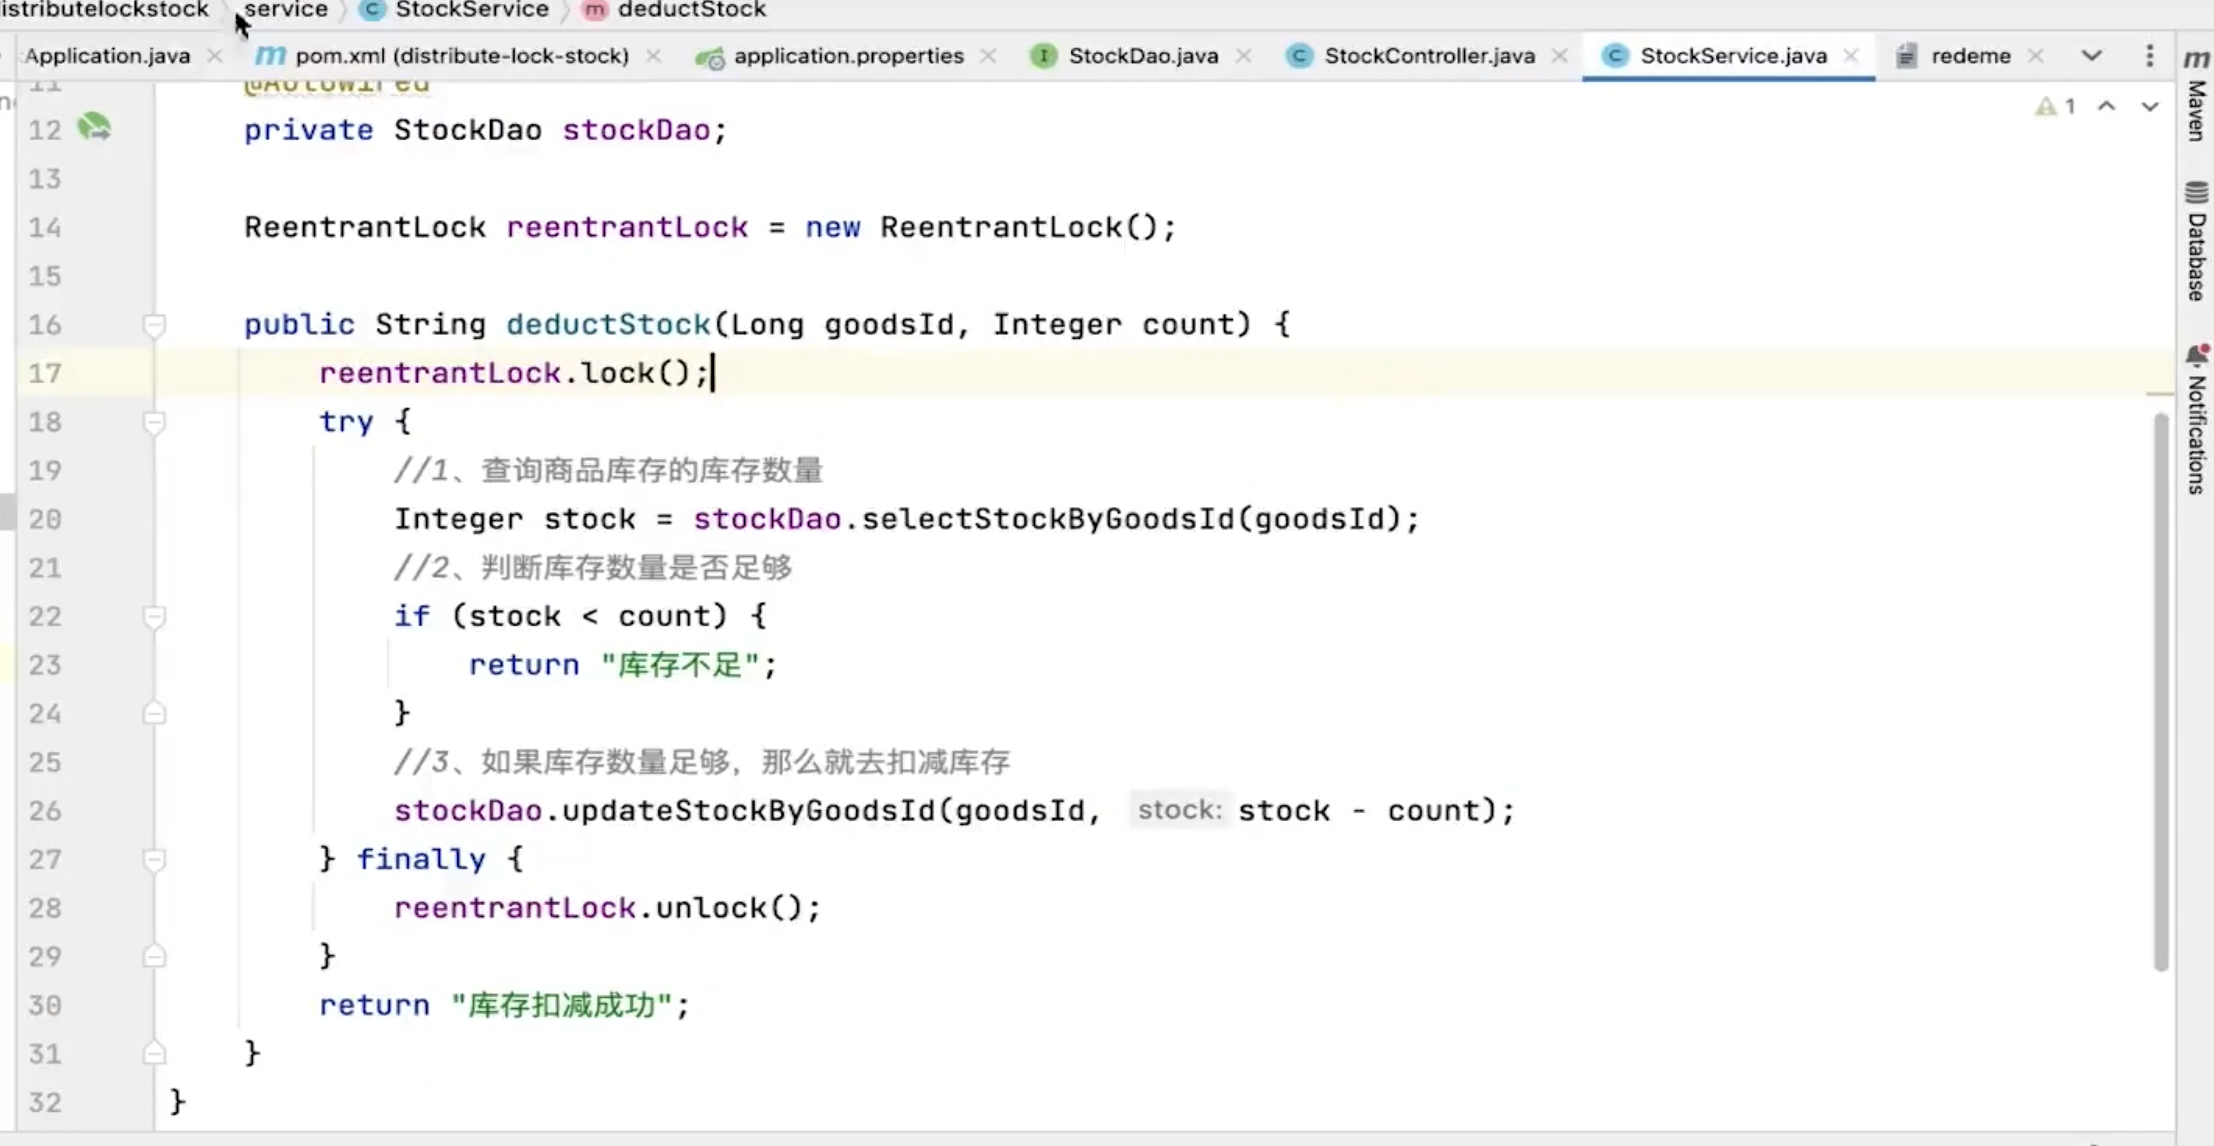 istributelockstock service StockService deductStock
Application.java pom.xml (distribute-lock-stock) application.properties StockDao.java StockController.java StockService.java redeme
m Maven
Database
Notifications
1
11 @Autowired
12 private StockDao stockDao;
13
14 ReentrantLock reentrantLock = new ReentrantLock();
15
16 public String deductStock(Long goodsId, Integer count) {
17 reentrantLock.lock();
18 try {
19 //1、查询商品库存的库存数量
20 Integer stock = stockDao.selectStockByGoodsId(goodsId);
21 //2、判断库存数量是否足够
22 if (stock < count) {
23 return "库存不足";
24 }
25 //3、如果库存数量足够，那么就去扣减库存
26 stockDao.updateStockByGoodsId(goodsId, stock: stock - count);
27 } finally {
28 reentrantLock.unlock();
29 }
30 return "库存扣减成功";
31 }
32 }